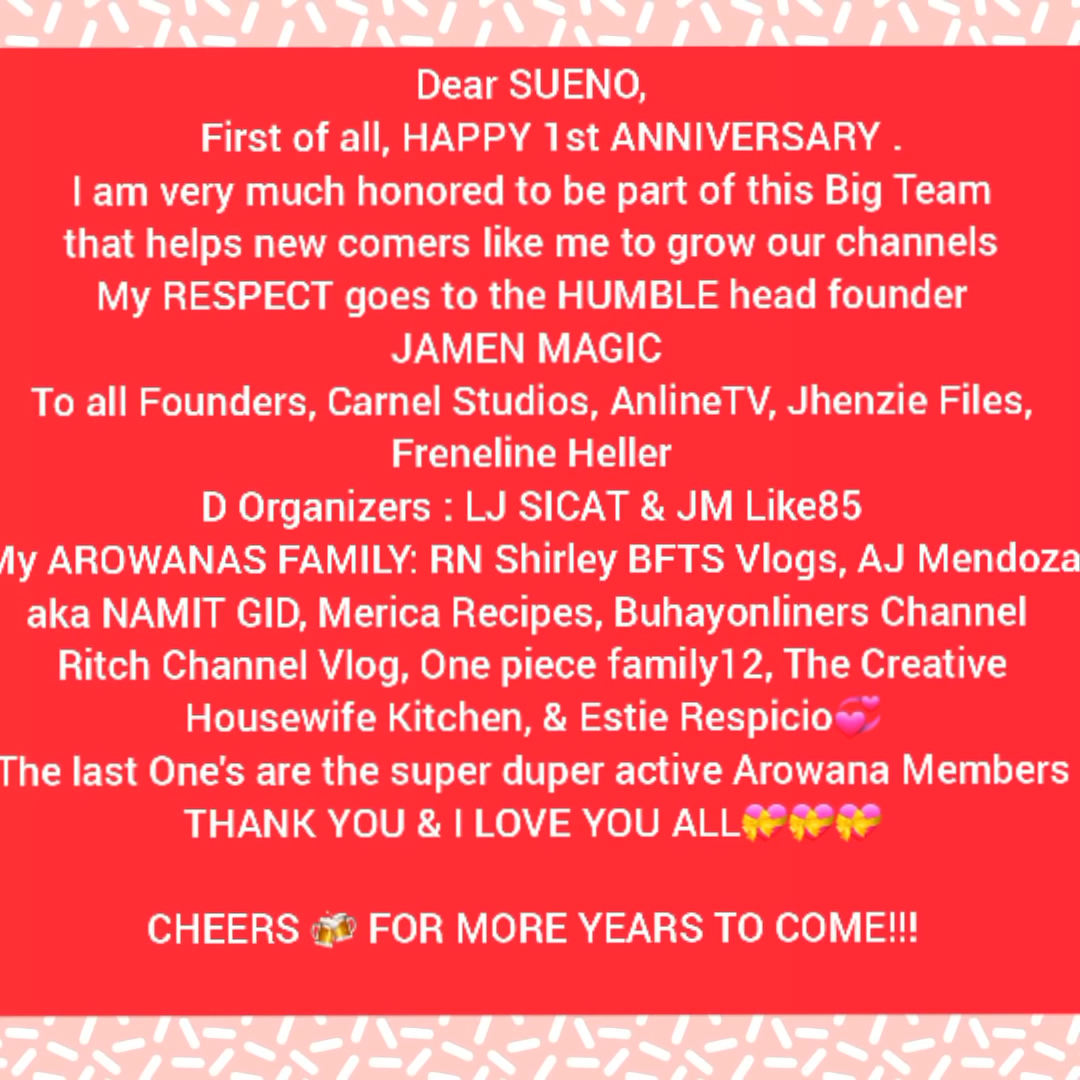 Dear SUENO,
First of all, HAPPY 1st ANNIVERSARY .
I am very much honored to be part of this Big Team
that helps new comers like me to grow our channels
My RESPECT goes to the HUMBLE head founder
JAMEN MAGIC
To all Founders, Carnel Studios, AnlineTV, Jhenzie Files,
Freneline Heller
D Organizers : LJ SICAT & JM Like85
My AROWANAS FAMILY: RN Shirley BFTS Vlogs, AJ Mendoza
aka NAMIT GID, Merica Recipes, Buhayonliners Channel
Ritch Channel Vlog, One piece family12, The Creative
Housewife Kitchen, & Estie Respicio💞
The last One's are the super duper active Arowana Members
THANK YOU & I LOVE YOU ALL💝💝💝
CHEERS 🍻 FOR MORE YEARS TO COME!!!